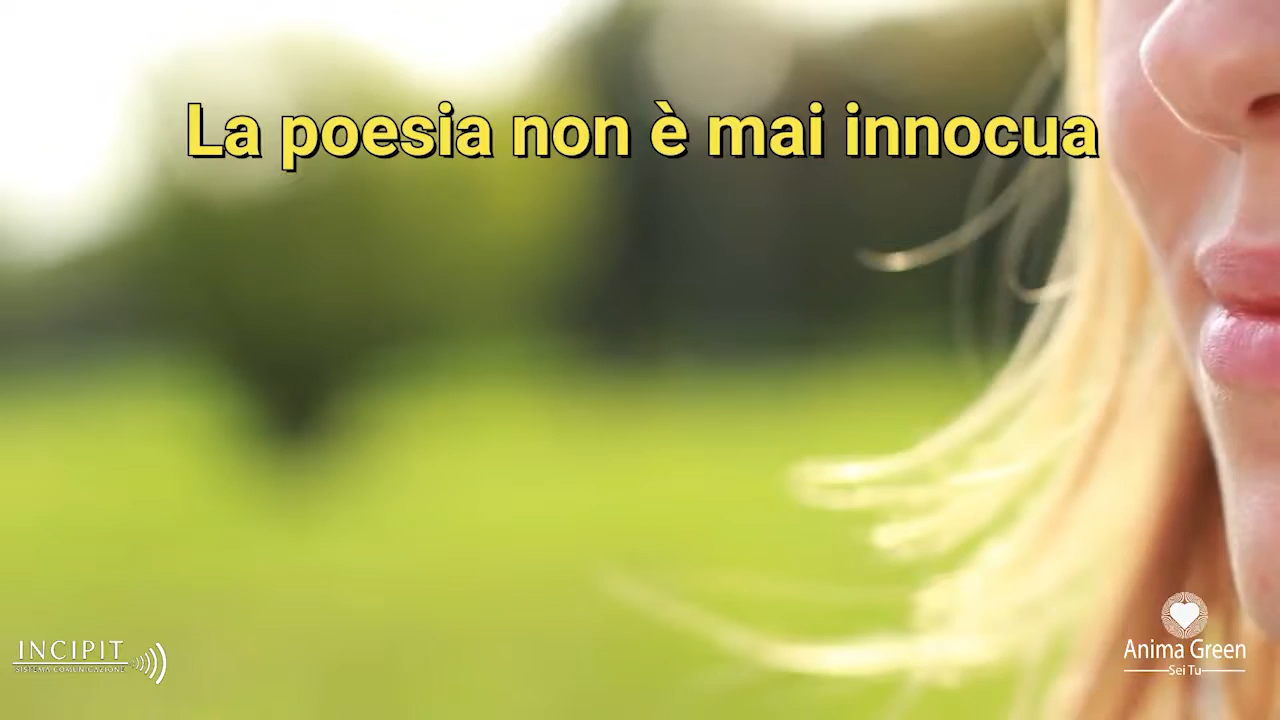 La poesia non è mai innocua
INCIPIT
SISTEMA COMUNICAZIONE
Anima Green
Sei Tu